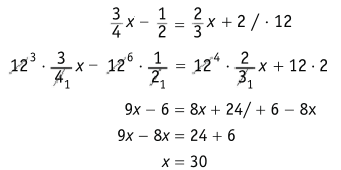 3/4 x − 1/2 = 2/3 x + 2 / · 12
12³ · 3/4₁ x − 12⁶ · 1/2₁ = 12⁴ · 2/3₁ x + 12 · 2
9x − 6 = 8x + 24/ + 6 − 8x
9x − 8x = 24 + 6
x = 30